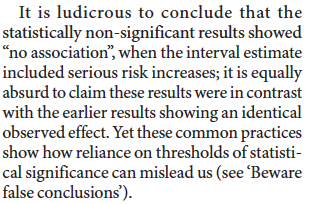 It is ludicrous to conclude that the
statistically non-significant results showed
“no association”, when the interval estimate
included serious risk increases; it is equally
absurd to claim these results were in contrast
with the earlier results showing an identical
observed effect. Yet these common practices
show how reliance on thresholds of statisti-
cal significance can mislead us (see ‘Beware
false conclusions’).